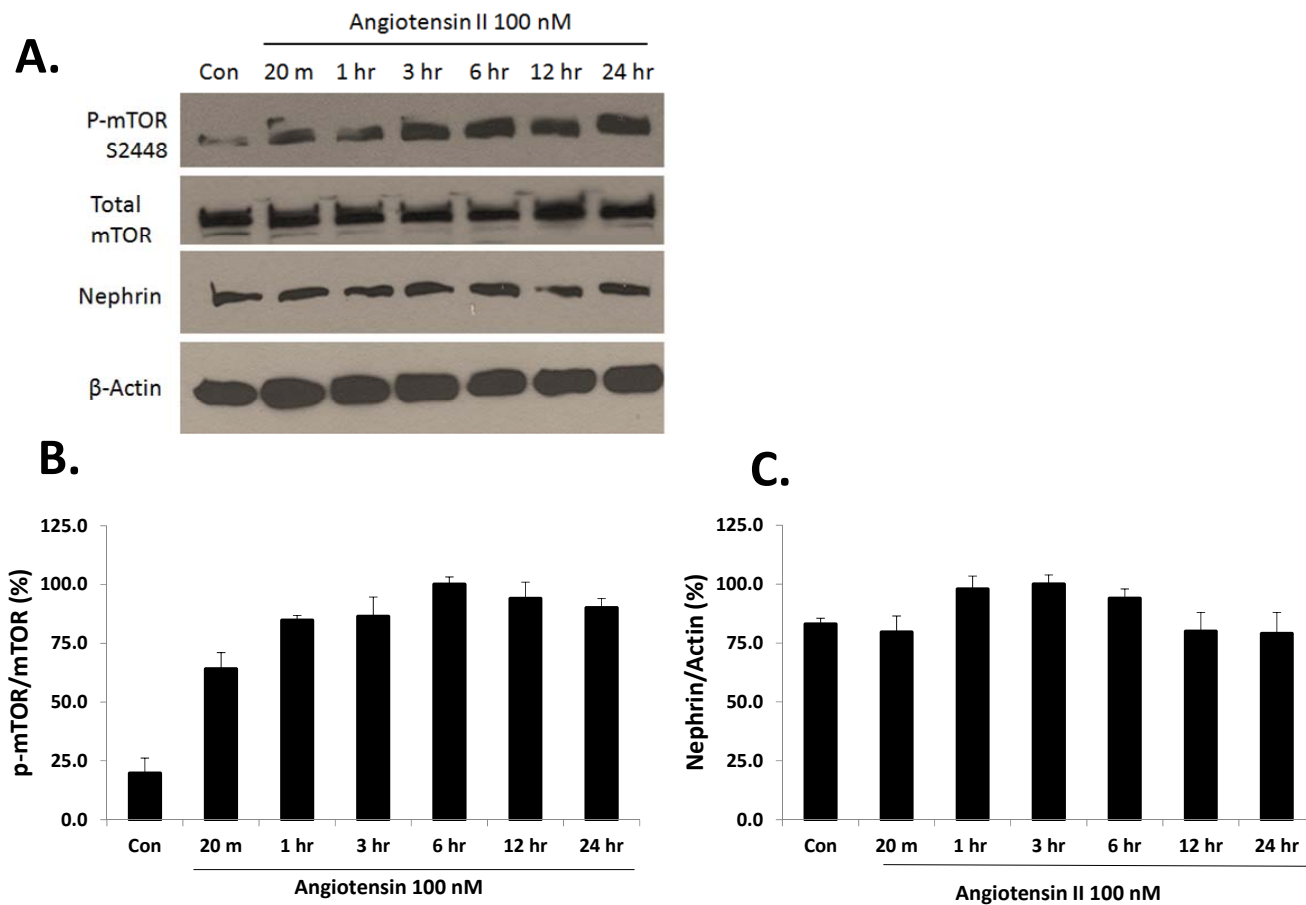 A.
Angiotensin II 100 nM
Con 20 m 1 hr 3 hr 6 hr 12 hr 24 hr
P-mTOR
S2448
Total
mTOR
Nephrin
β-Actin
B.
p-mTOR/mTOR (%)
125.0
100.0
75.0
50.0
25.0
0.0
Con 20 m 1 hr 3 hr 6 hr 12 hr 24 hr
Angiotensin 100 nM
C.
Nephrin/Actin (%)
125.0
100.0
75.0
50.0
25.0
0.0
Con 20 m 1 hr 3 hr 6 hr 12 hr 24 hr
Angiotensin II 100 nM